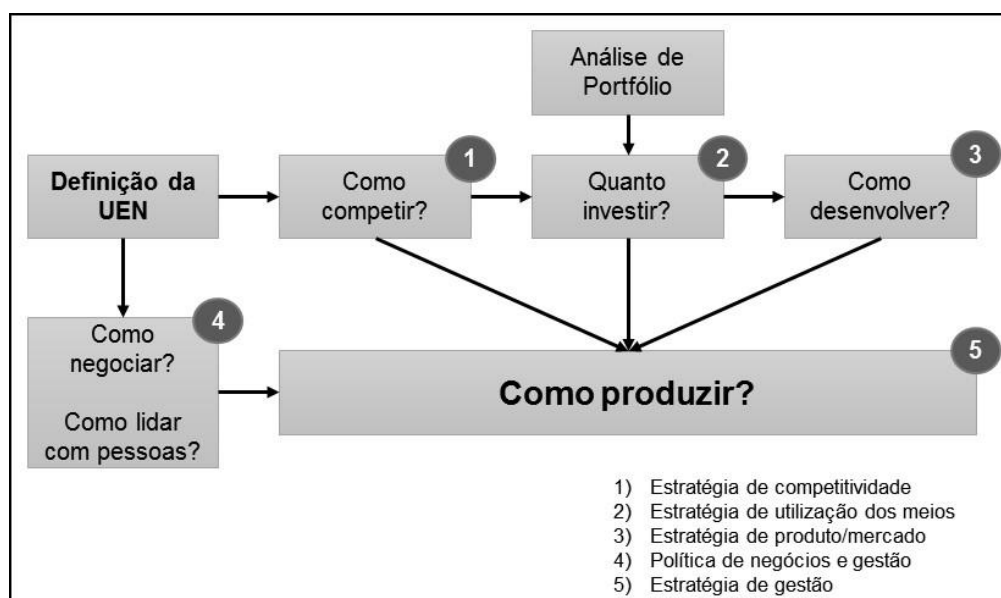 Análise de
Portfólio
1
2
3
Definição da
UEN
Como
competir?
Quanto
investir?
Como
desenvolver?
4
Como
negociar?
Como lidar
com pessoas?
5
Como produzir?
1) Estratégia de competitividade
2) Estratégia de utilização dos meios
3) Estratégia de produto/mercado
4) Política de negócios e gestão
5) Estratégia de gestão